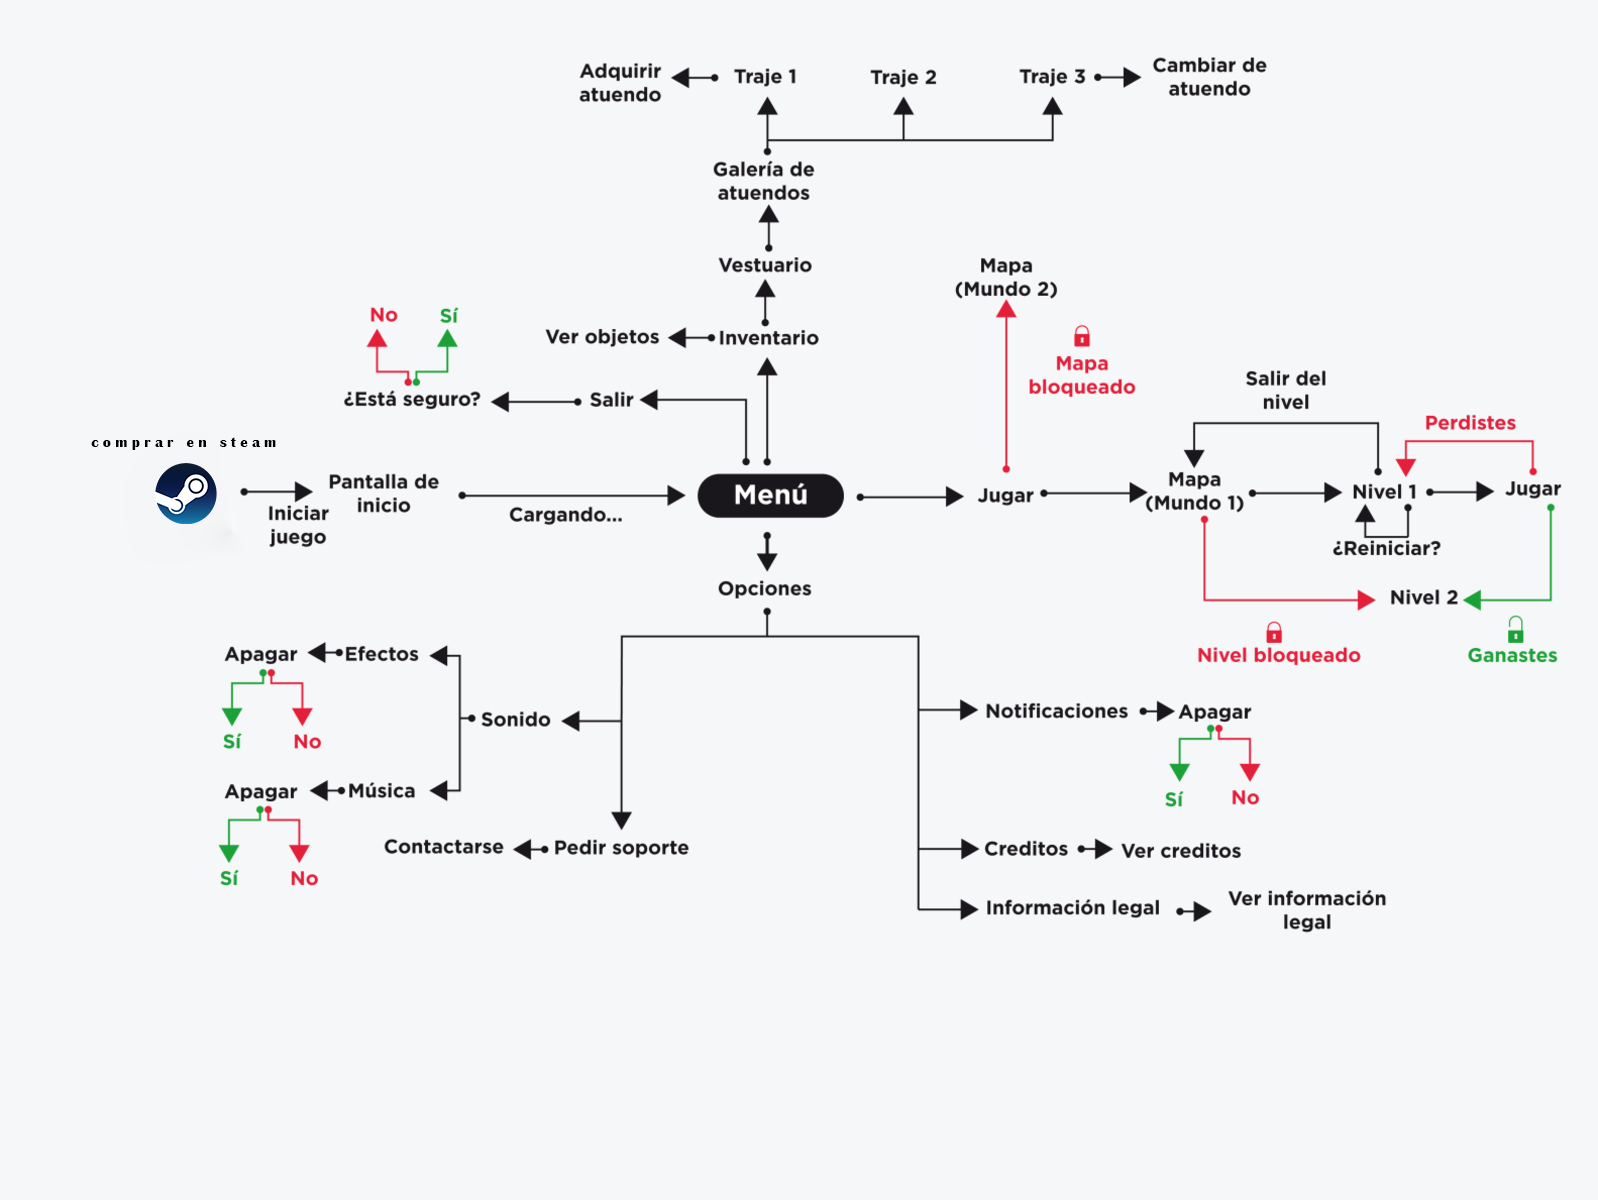 Adquirir
atuendo
Traje 1
Traje 2
Traje 3
Cambiar de
atuendo
Galería de
atuendos
Vestuario
Mapa
(Mundo 2)
No
Sí
Ver objetos
Inventario
Mapa
bloqueado
¿Está seguro?
Salir
Salir del
nivel
Perdistes
comprar en steam
Pantalla de
inicio
Iniciar
juego
Cargando...
Menú
Jugar
Mapa
(Mundo 1)
Nivel 1
Jugar
¿Reiniciar?
Opciones
Nivel 2
Nivel bloqueado
Ganastes
Apagar
Efectos
Sí
No
Sonido
Notificaciones
Apagar
Sí
No
Apagar
Música
Sí
No
Contactarse
Pedir soporte
Creditos
Ver creditos
Información legal
Ver información
legal